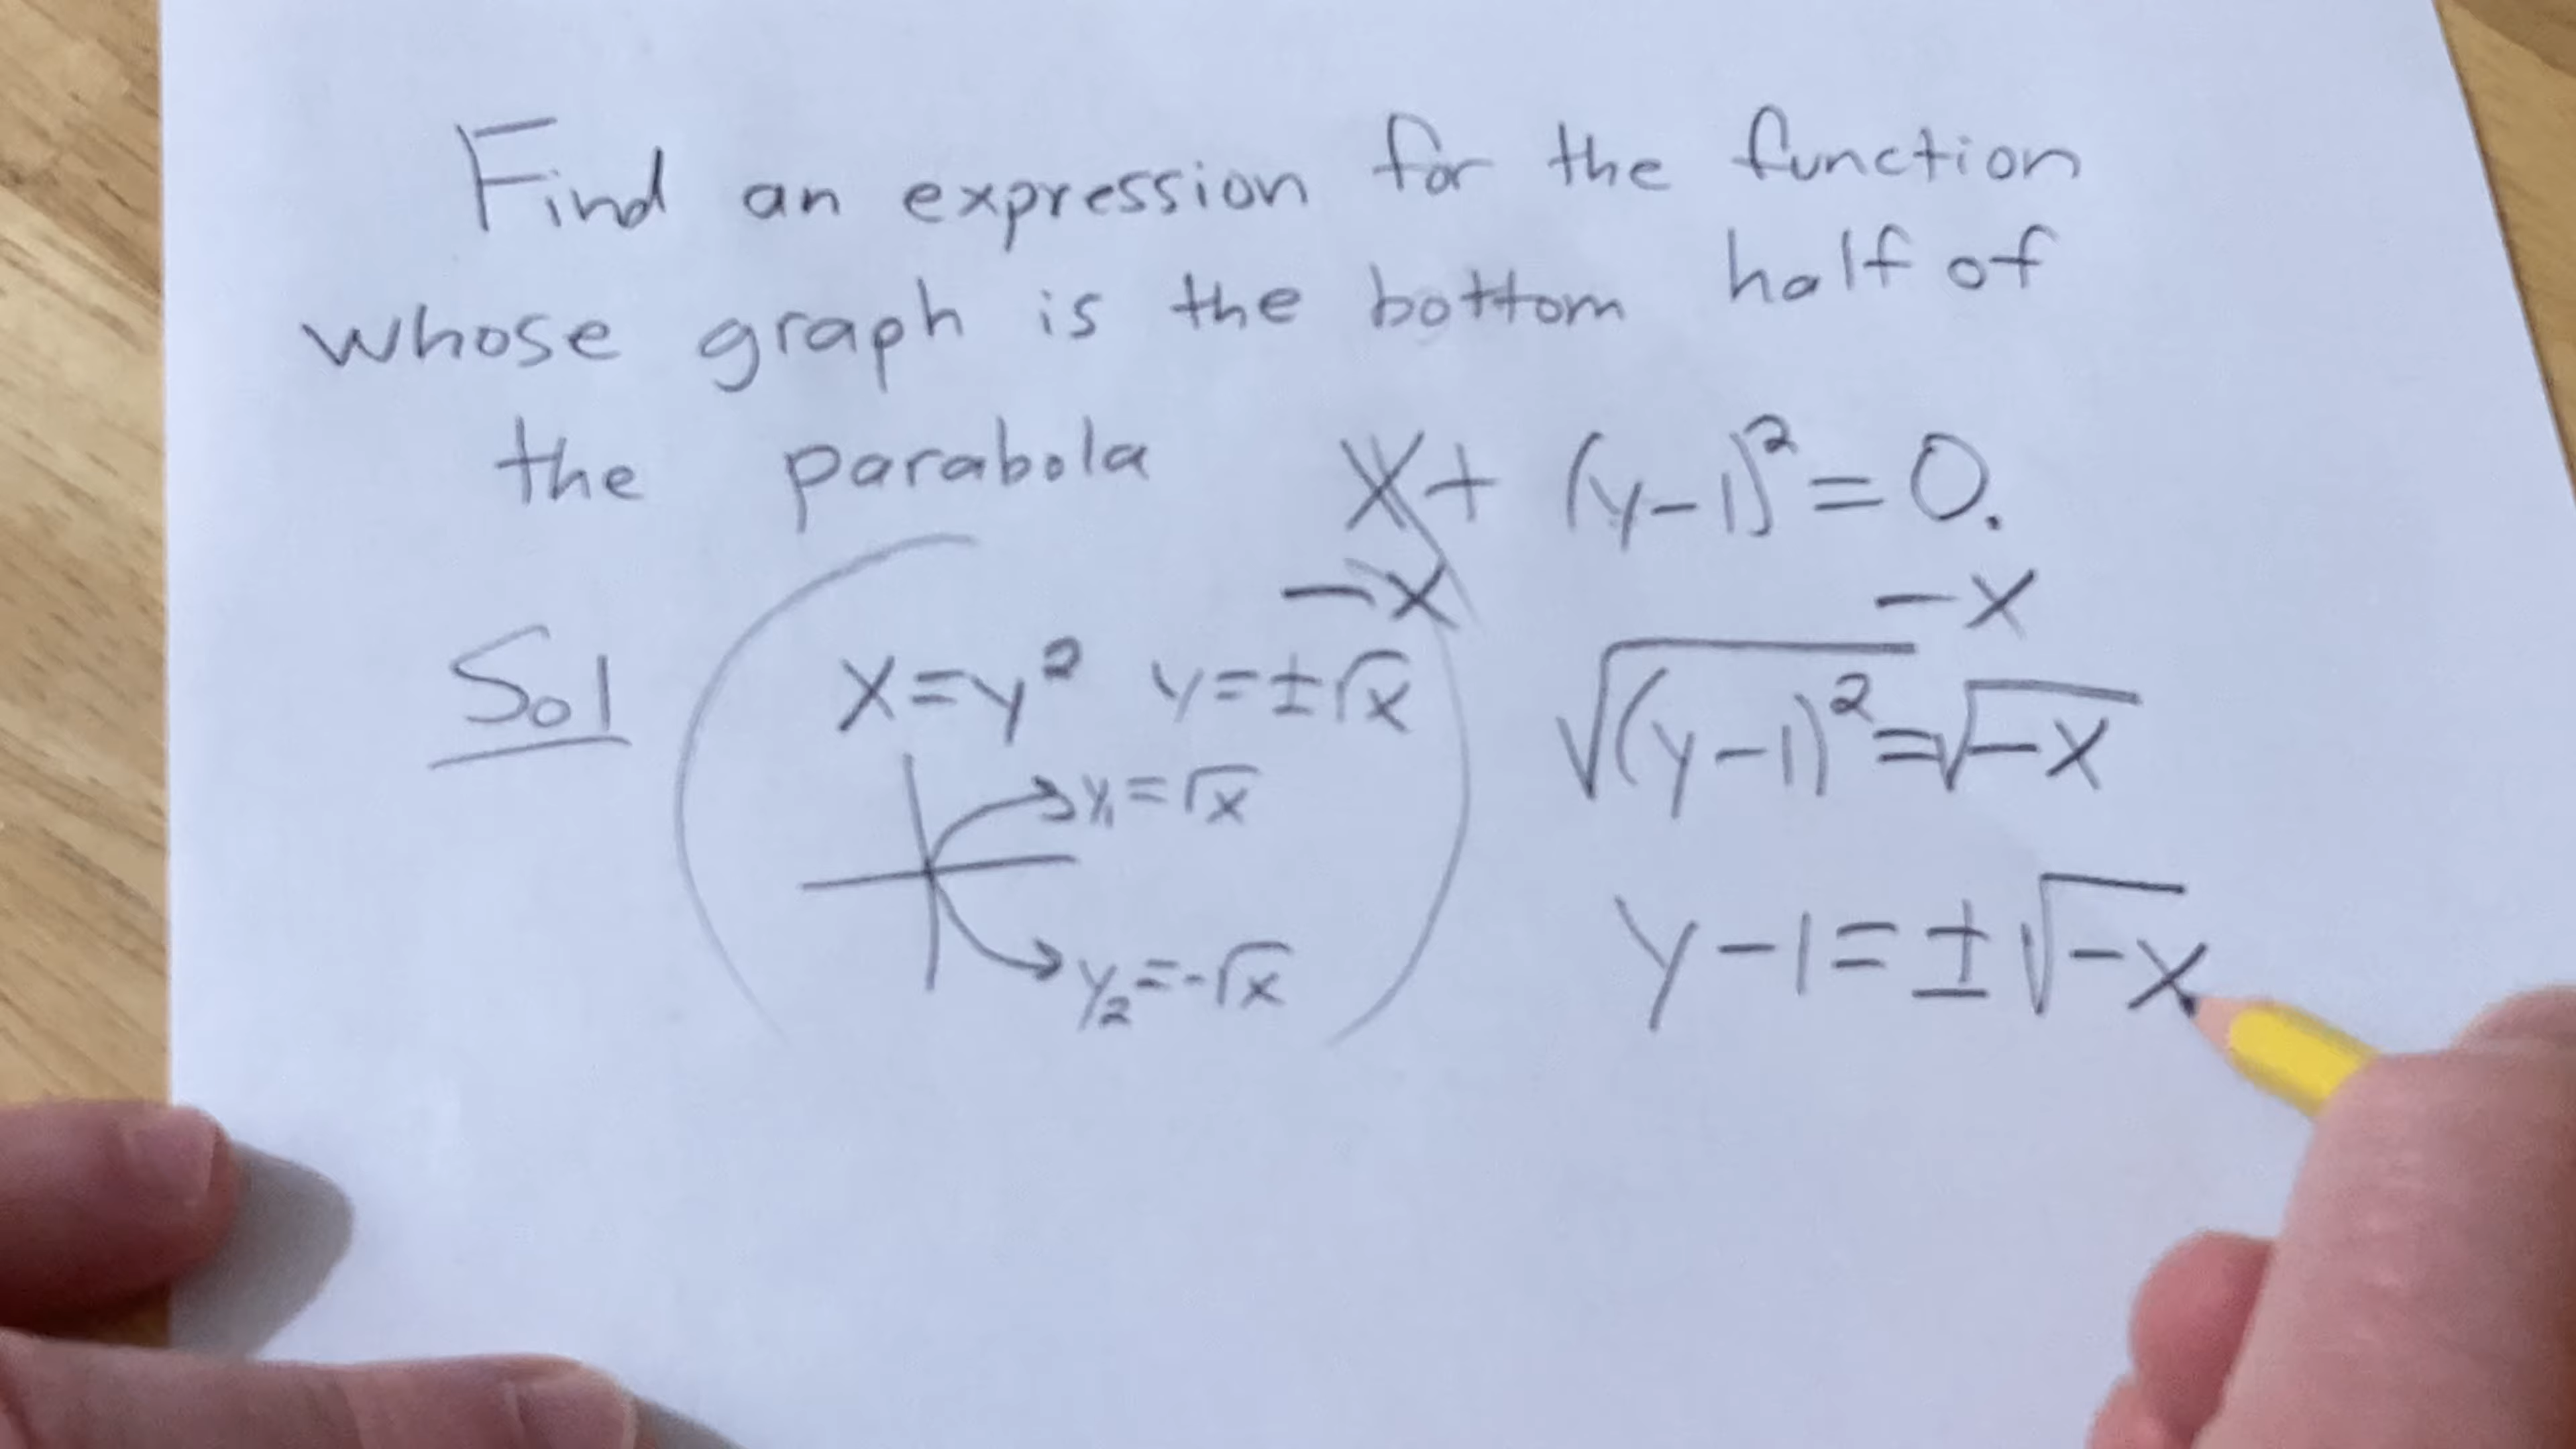 Find an expression for the function
whose graph is the bottom half of
the parabola x + (y-1)² = 0.
-x -x
Sol
x=y² y=±√x
√(y-1)² = √-x
y₁=√x
y-1=±√-x
y₂=-√x